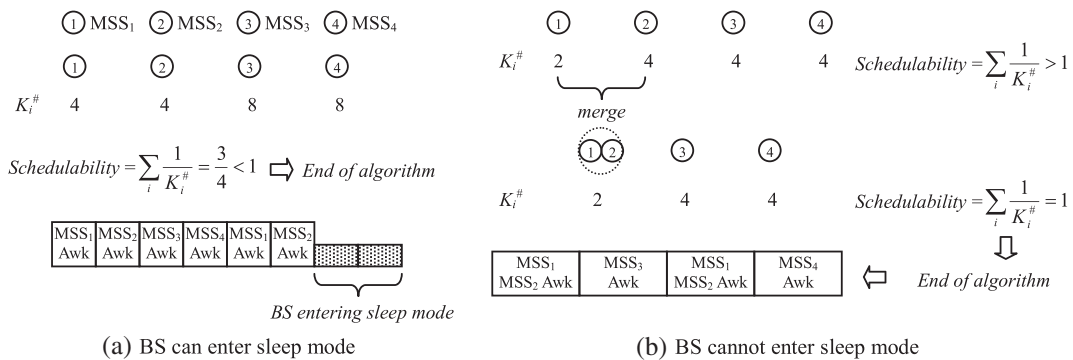 1 MSS₁ 2 MSS₂ 3 MSS₃ 4 MSS₄
1 2 3 4
Kᵢ# 4 4 8 8
Schedulability = ∑ᵢ 1/Kᵢ# = 3/4 < 1 ⇨ End of algorithm
MSS₁ Awk MSS₂ Awk MSS₃ Awk MSS₄ Awk MSS₁ Awk MSS₂ Awk
BS entering sleep mode
(a) BS can enter sleep mode
1 2 3 4
Kᵢ# 2 4 4 4 Schedulability = ∑ᵢ 1/Kᵢ# > 1
merge
1 2 3 4
Kᵢ# 2 4 4 Schedulability = ∑ᵢ 1/Kᵢ# = 1
End of algorithm
MSS₁ MSS₂ Awk MSS₃ Awk MSS₁ MSS₂ Awk MSS₄ Awk
(b) BS cannot enter sleep mode